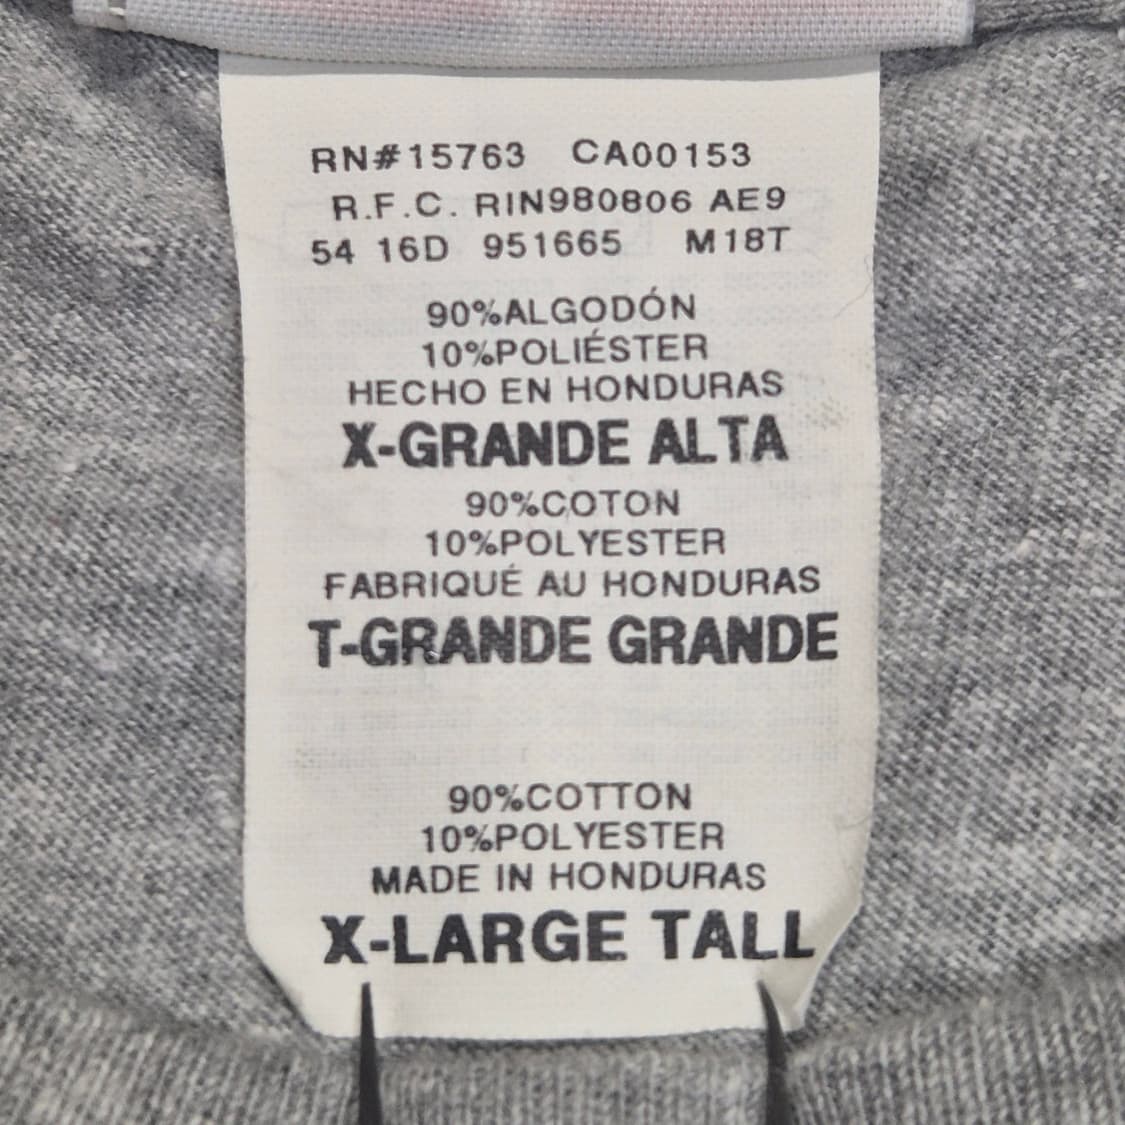 RN#15763 CA00153
R.F.C. RIN980806 AE9
54 16D 951665 M18T
90%ALGODÓN
10%POLIÉSTER
HECHO EN HONDURAS
X-GRANDE ALTA
90%COTON
10%POLYESTER
FABRIQUÉ AU HONDURAS
T-GRANDE GRANDE
90%COTTON
10%POLYESTER
MADE IN HONDURAS
X-LARGE TALL